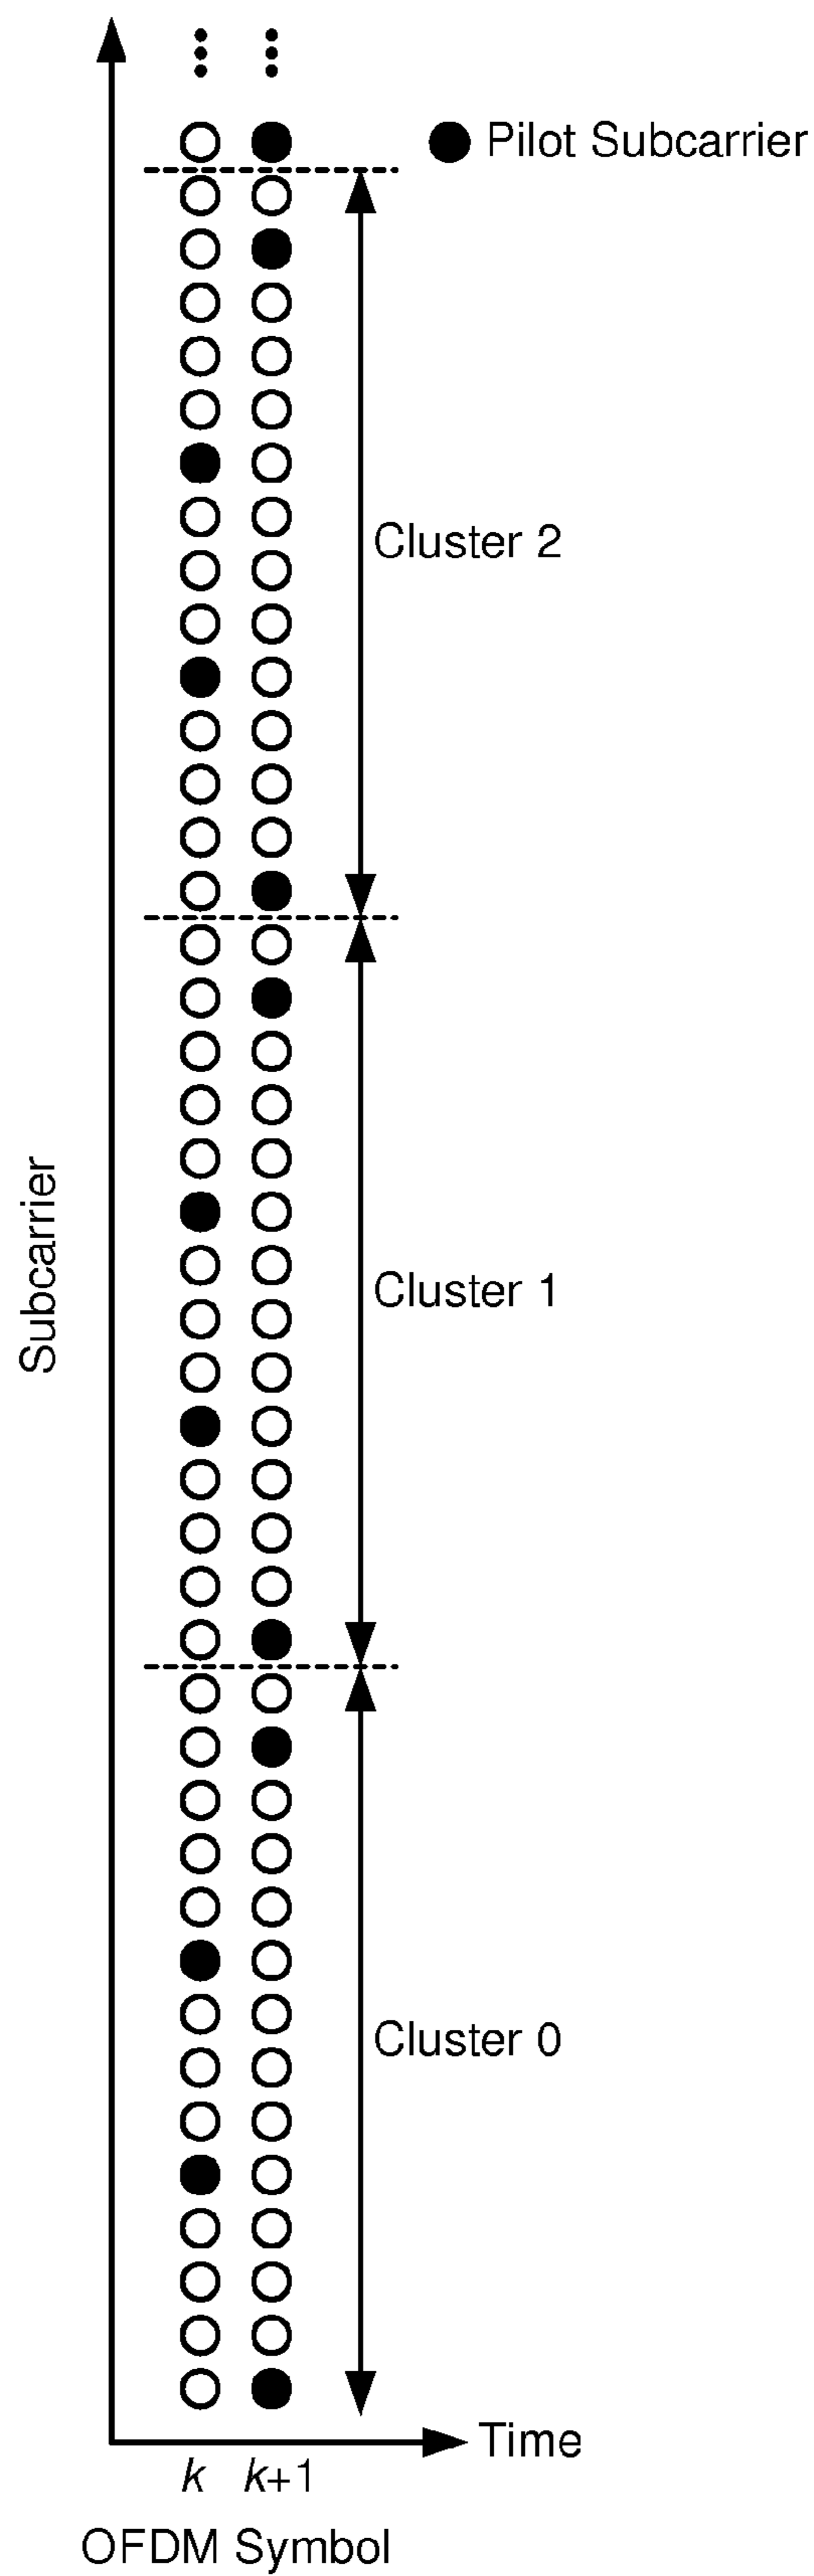 Pilot Subcarrier
Cluster 2
Cluster 1
Subcarrier
Cluster 0
Time
k k+1
OFDM Symbol